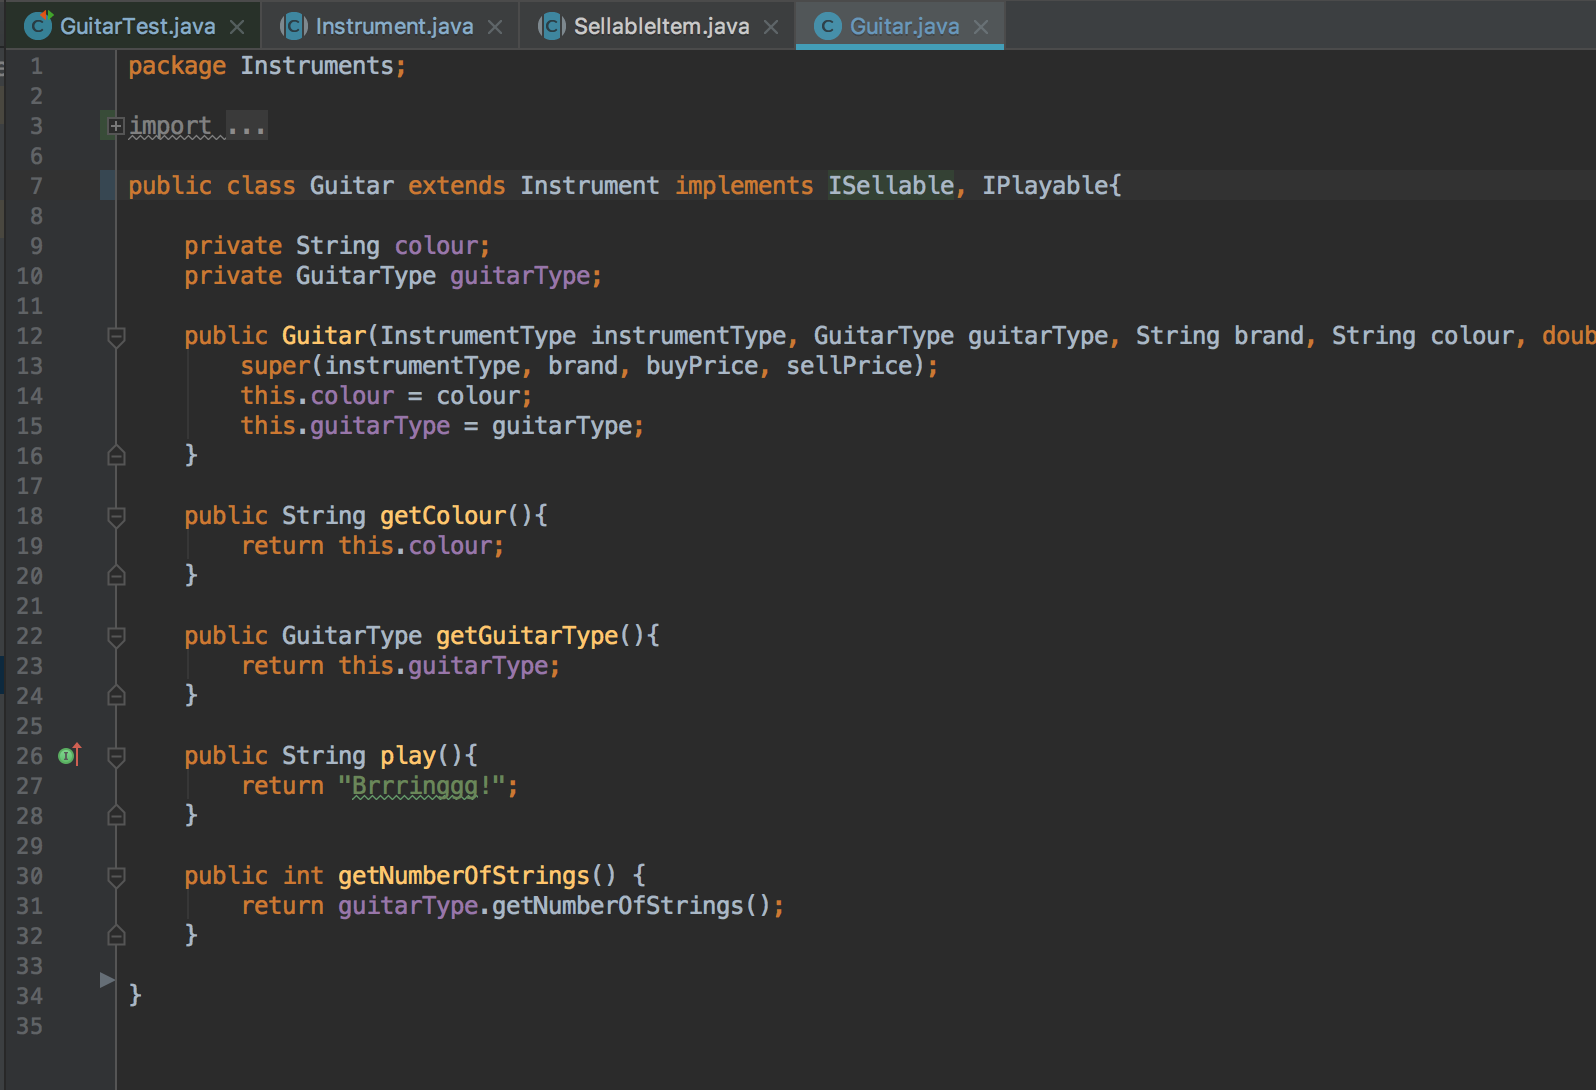 GuitarTest.java Instrument.java SellableItem.java Guitar.java
1 package Instruments;
2
3 import ...
6
7 public class Guitar extends Instrument implements ISellable, IPlayable{
8
9 private String colour;
10 private GuitarType guitarType;
11
12 public Guitar(InstrumentType instrumentType, GuitarType guitarType, String brand, String colour, doub
13 super(instrumentType, brand, buyPrice, sellPrice);
14 this.colour = colour;
15 this.guitarType = guitarType;
16 }
17
18 public String getColour(){
19 return this.colour;
20 }
21
22 public GuitarType getGuitarType(){
23 return this.guitarType;
24 }
25
26 public String play(){
27 return "Brrringgg!";
28 }
29
30 public int getNumberOfStrings() {
31 return guitarType.getNumberOfStrings();
32 }
33
34 }
35